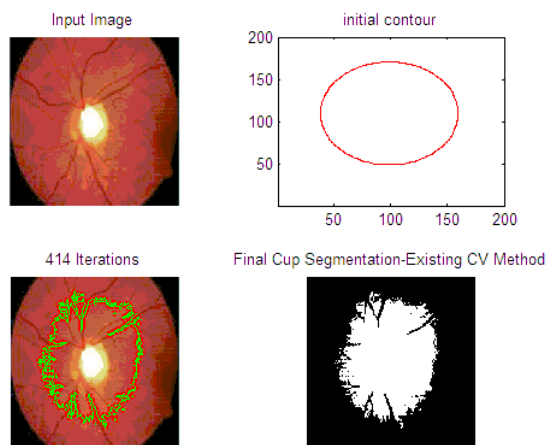 Input Image
initial contour
200
150
100
50
50 100 150 200
414 Iterations
Final Cup Segmentation-Existing CV Method